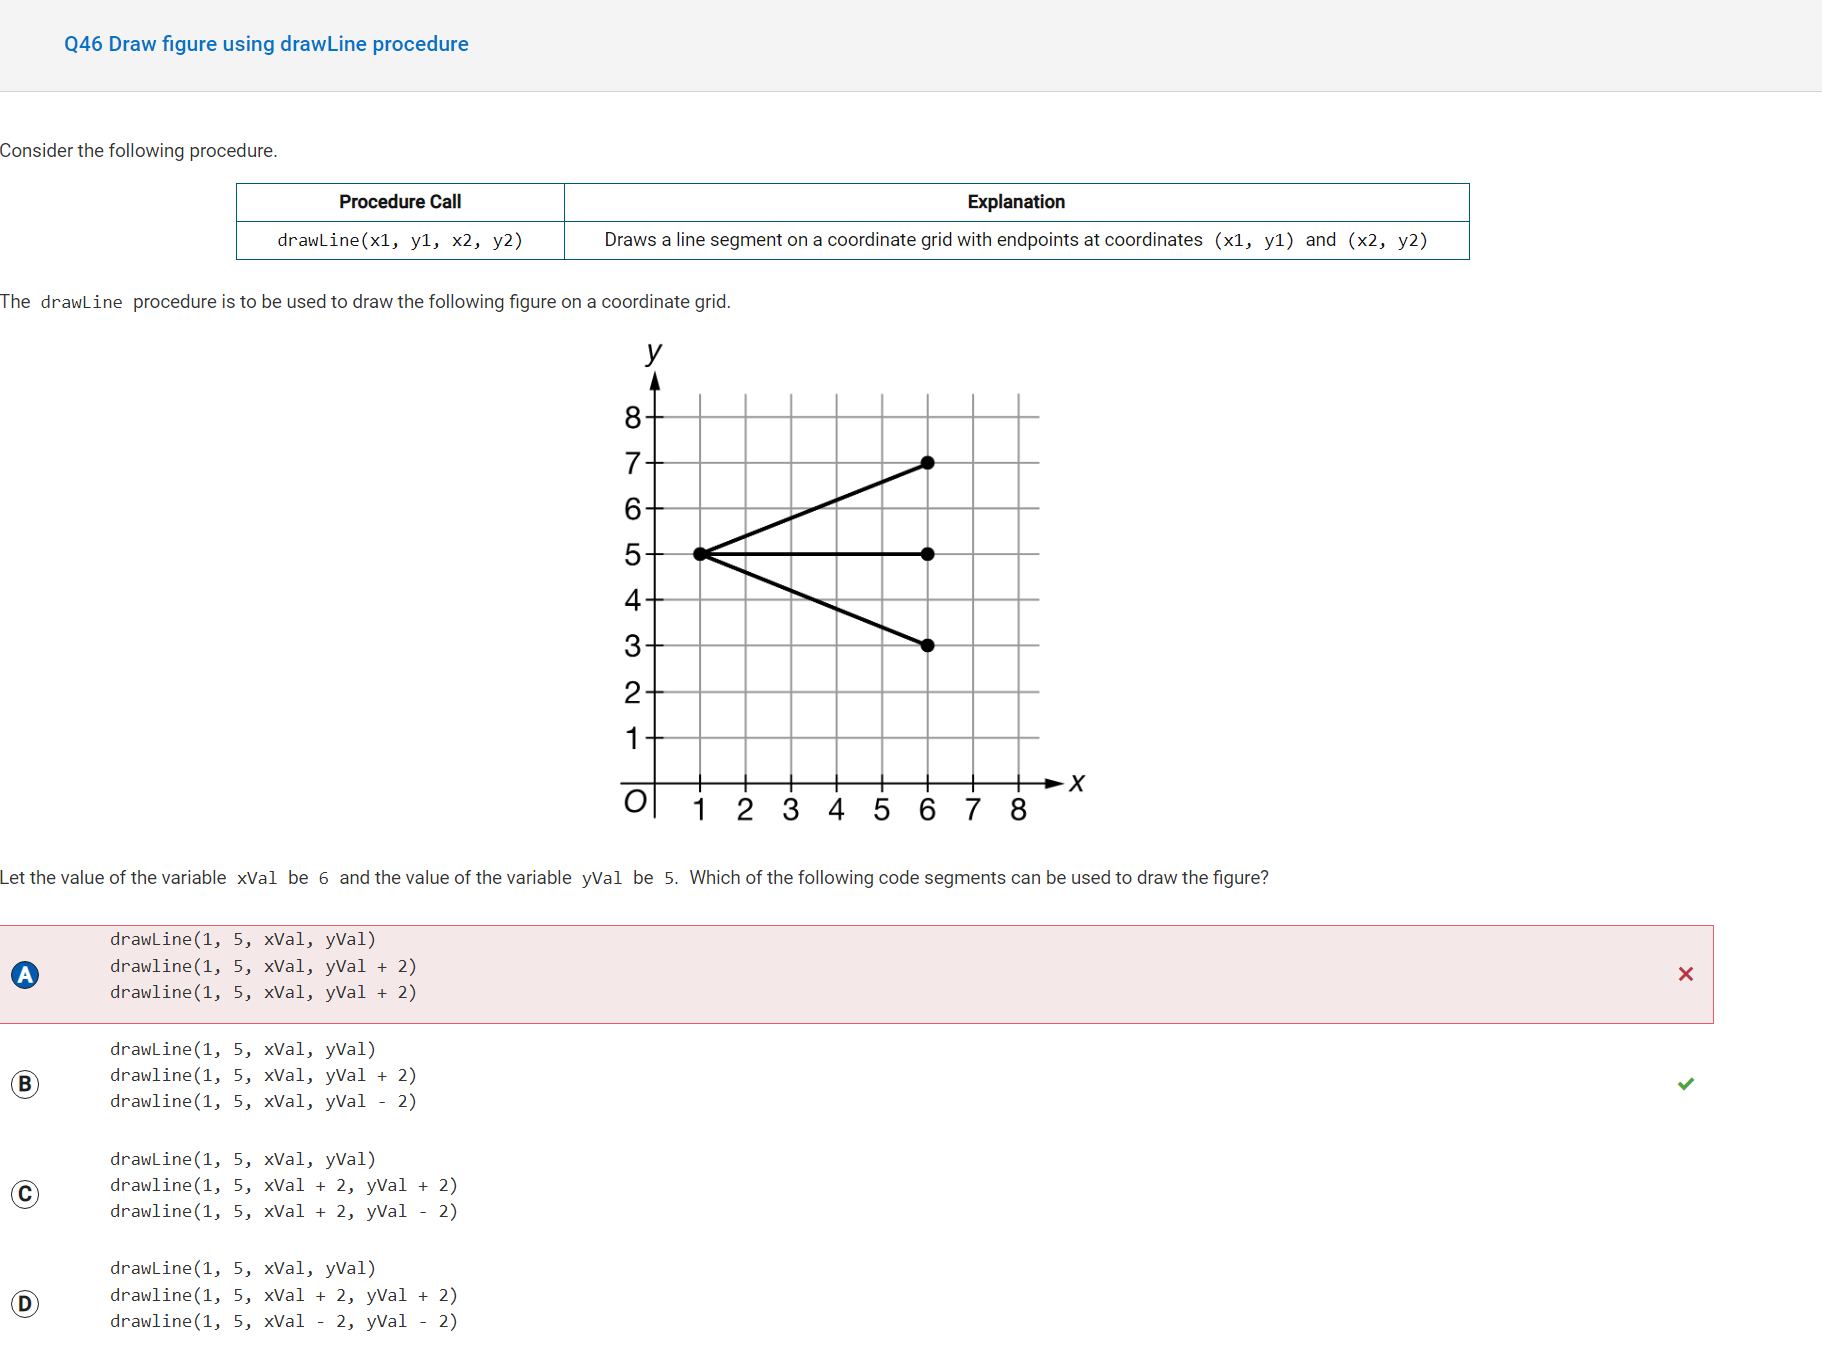 Q46 Draw figure using drawLine procedure
Consider the following procedure.
Procedure Call Explanation
drawLine(x1, y1, x2, y2) Draws a line segment on a coordinate grid with endpoints at coordinates (x1, y1) and (x2, y2)
The drawLine procedure is to be used to draw the following figure on a coordinate grid.
y
8
7
6
5
4
3
2
1
x
O 1 2 3 4 5 6 7 8
Let the value of the variable xVal be 6 and the value of the variable yVal be 5. Which of the following code segments can be used to draw the figure?
A
drawLine(1, 5, xVal, yVal)
drawline(1, 5, xVal, yVal + 2)
drawline(1, 5, xVal, yVal + 2)
B
drawLine(1, 5, xVal, yVal)
drawline(1, 5, xVal, yVal + 2)
drawline(1, 5, xVal, yVal - 2)
C
drawLine(1, 5, xVal, yVal)
drawline(1, 5, xVal + 2, yVal + 2)
drawline(1, 5, xVal + 2, yVal - 2)
D
drawLine(1, 5, xVal, yVal)
drawline(1, 5, xVal + 2, yVal + 2)
drawline(1, 5, xVal - 2, yVal - 2)